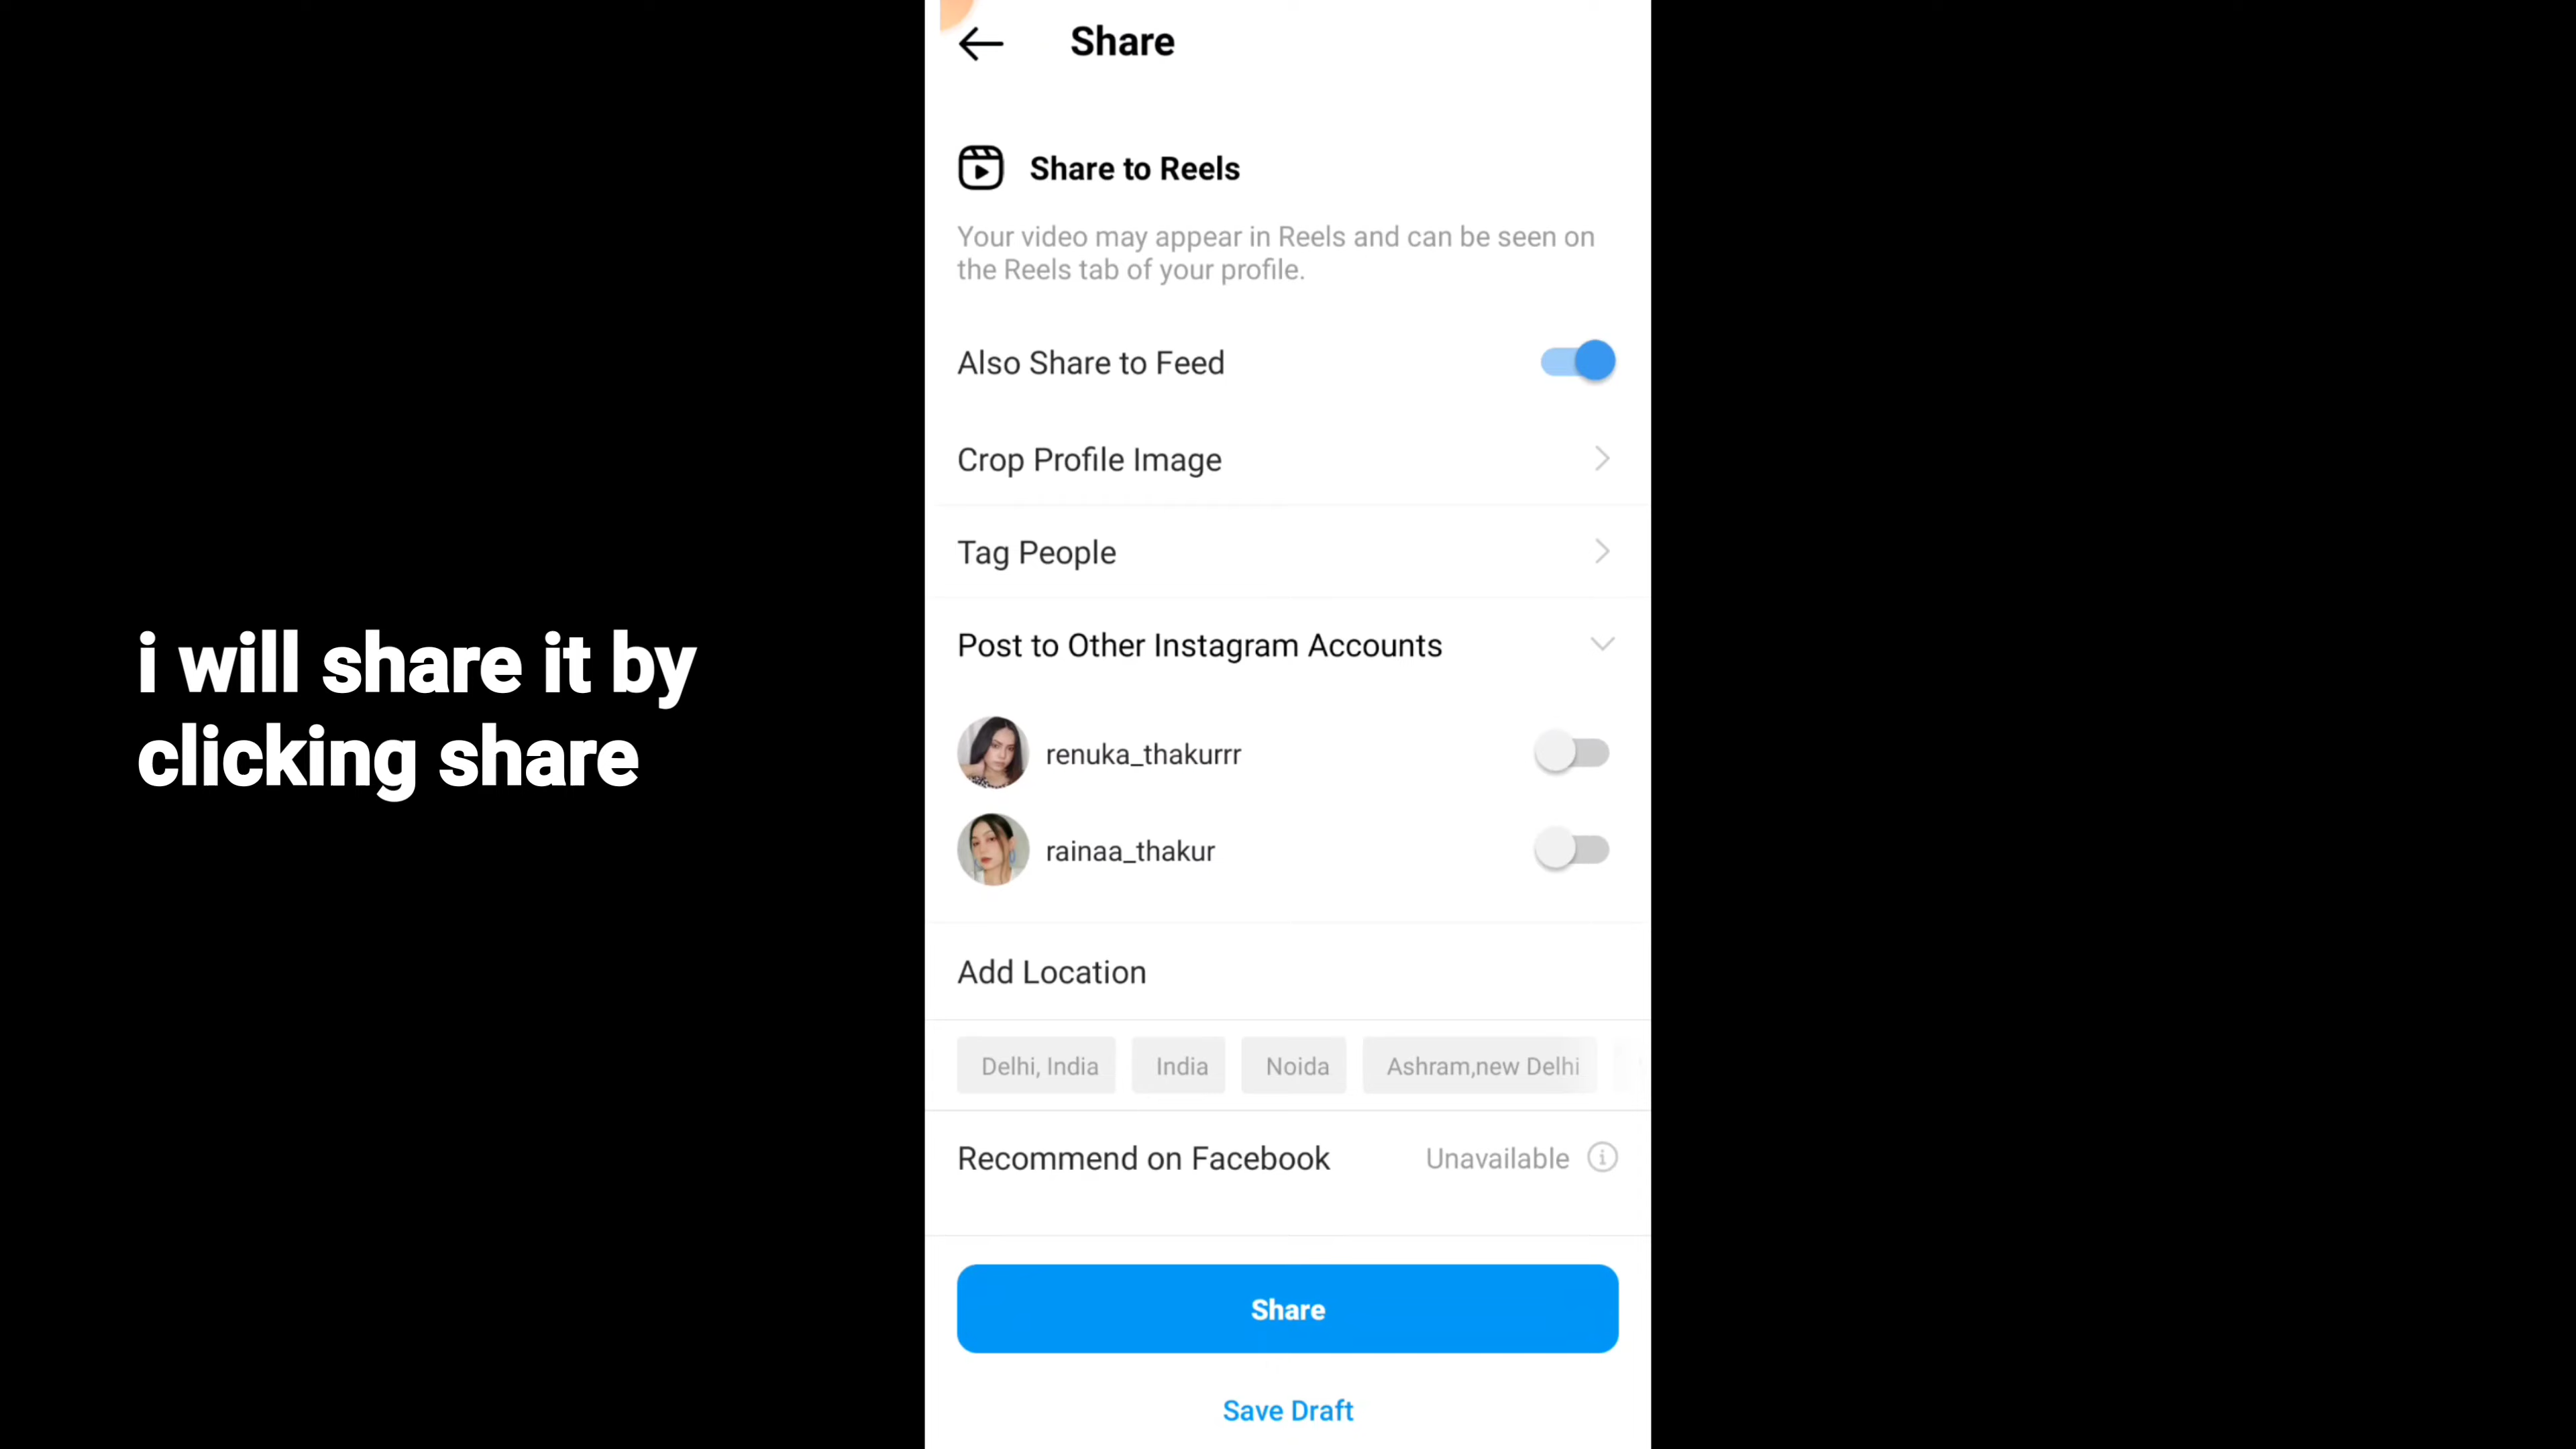 Share
Share to Reels
Your video may appear in Reels and can be seen on
the Reels tab of your profile.
Also Share to Feed
Crop Profile Image
Tag People
Post to Other Instagram Accounts
renuka_thakurrr
rainaa_thakur
i will share it by
clicking share
Add Location
Delhi, India India Noida Ashram,new Delhi
Recommend on Facebook Unavailable
Share
Save Draft